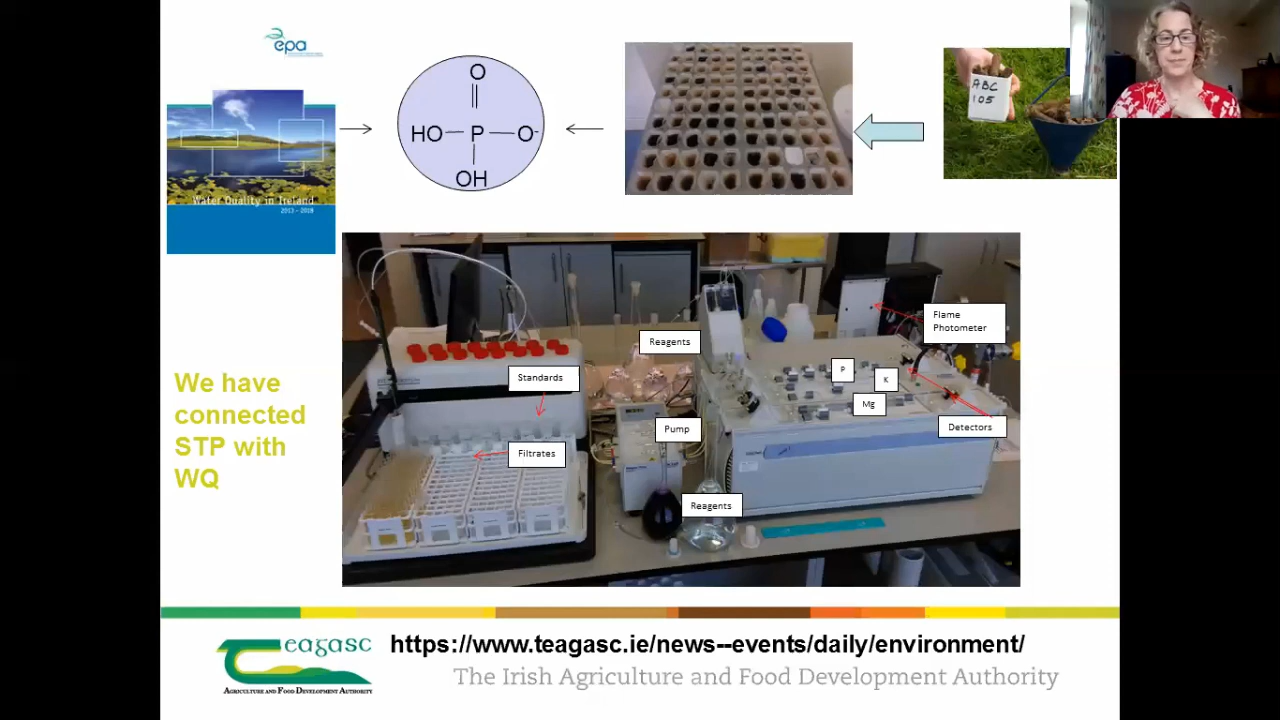 epa
O
HO
P
O-
OH
ABC
105
Water Quality in Ireland
2013 - 2018
Flame
Photometer
Reagents
P
K
Standards
Mg
Pump
Detectors
Filtrates
Reagents
We have
connected
STP with
WQ
eagasc
AGRICULTURE AND FOOD DEVELOPMENT AUTHORITY
https://www.teagasc.ie/news--events/daily/environment/
The Irish Agriculture and Food Development Authority